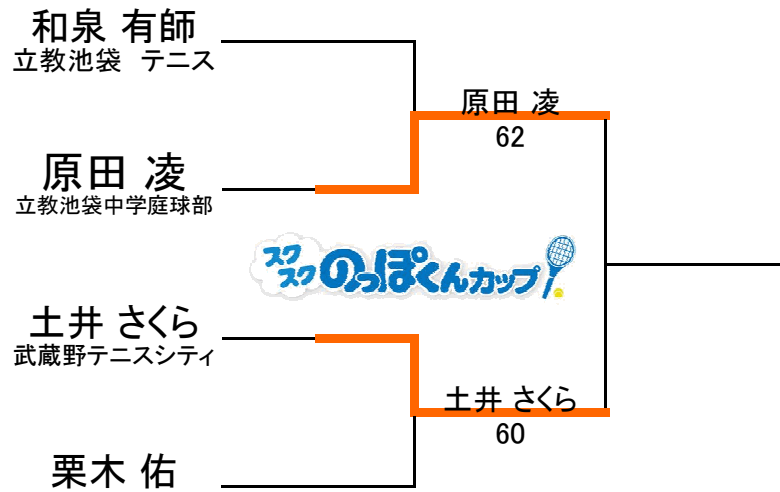 和泉 有師
立教池袋 テニス
原田 凌
62
原田 凌
立教池袋中学庭球部
スク
スク のっぽくんカップ
土井 さくら
武蔵野テニスシティ
土井 さくら
60
栗木 佑